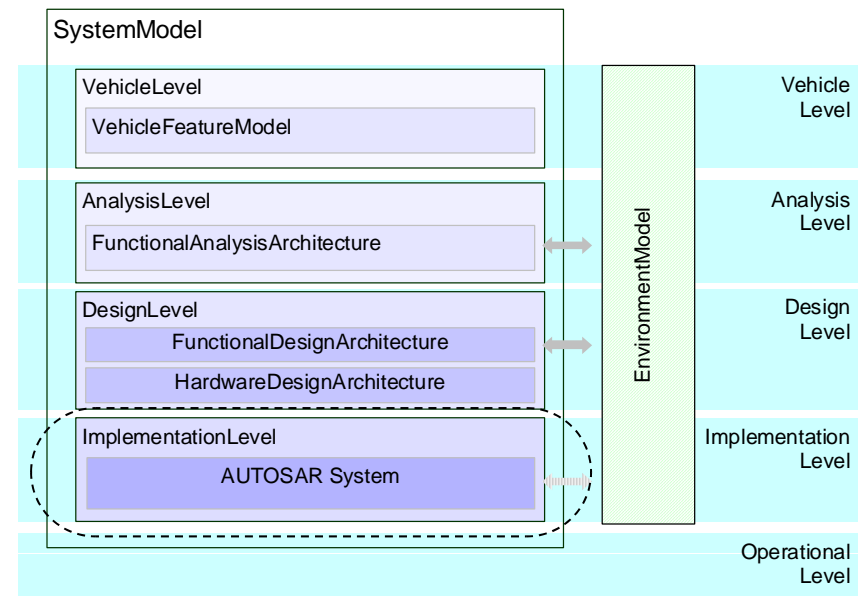 SystemModel
VehicleLevel
VehicleFeatureModel
Vehicle
Level
AnalysisLevel
FunctionalAnalysisArchitecture
Analysis
Level
DesignLevel
FunctionalDesignArchitecture
HardwareDesignArchitecture
Design
Level
EnvironmentModel
ImplementationLevel
AUTOSAR System
Implementation
Level
Operational
Level